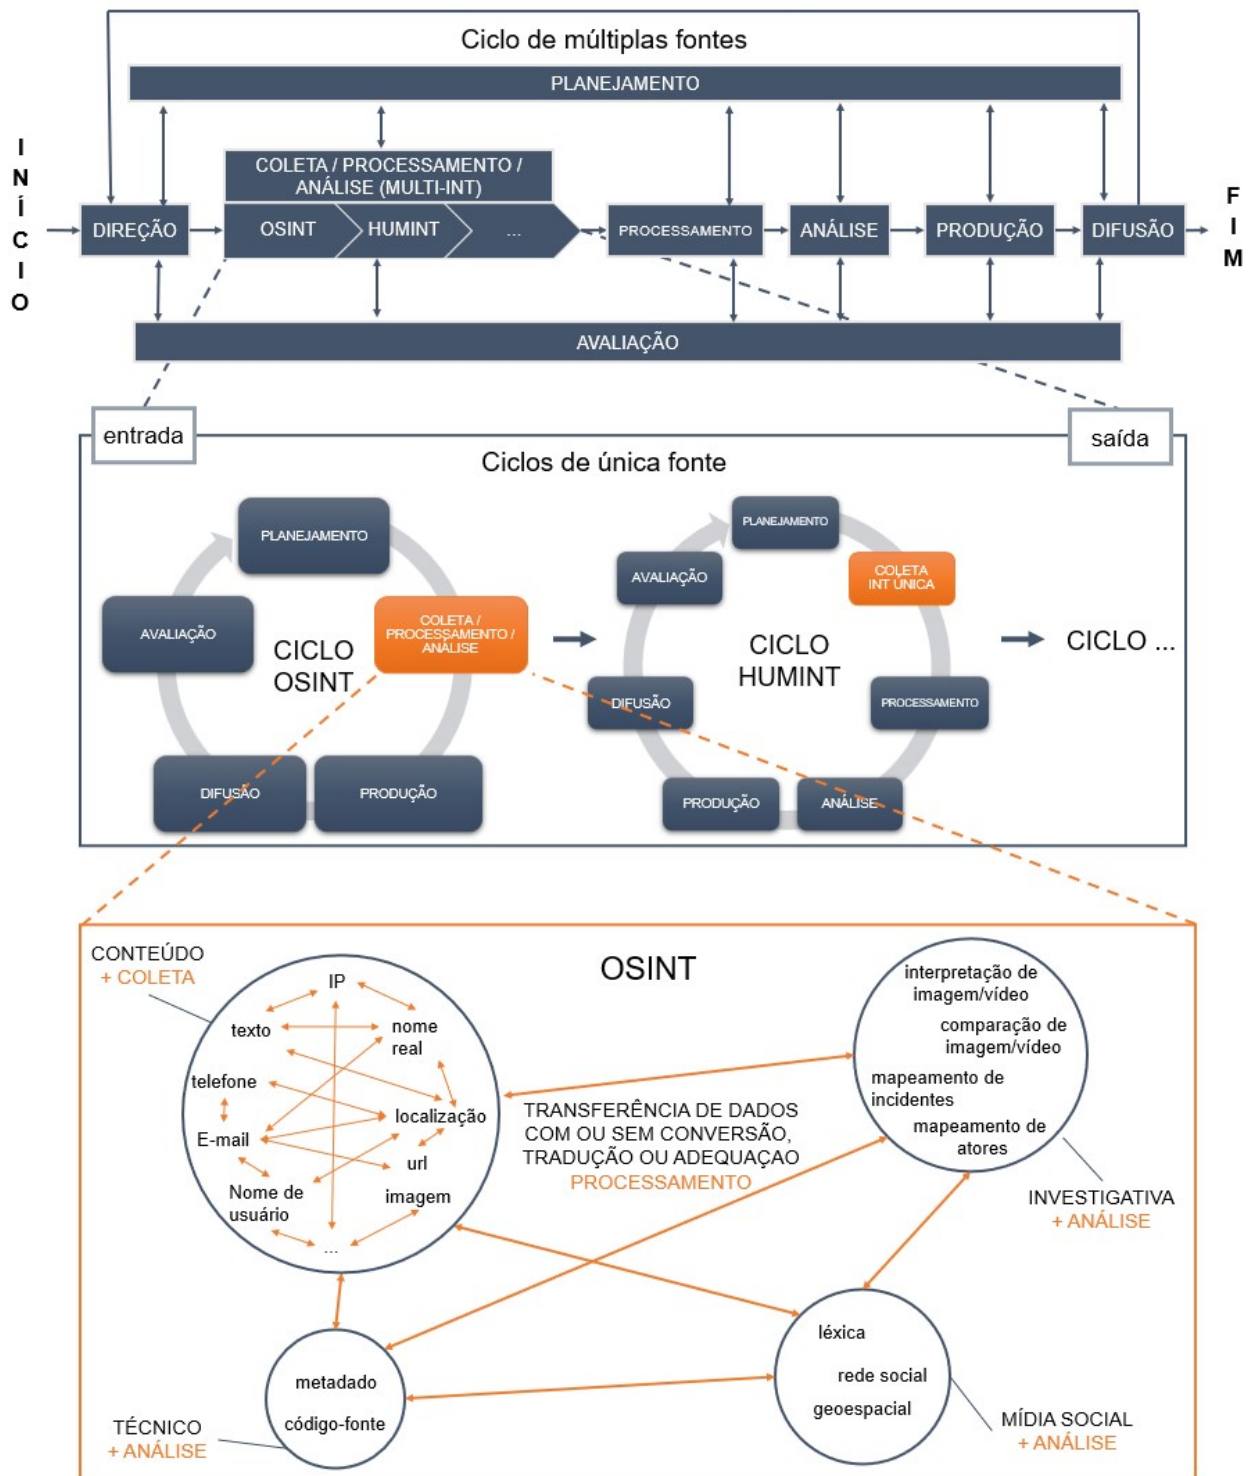 Ciclo de múltiplas fontes
PLANEJAMENTO
INÍCIO
COLETA / PROCESSAMENTO /
ANÁLISE (MULTI-INT)
DIREÇÃO
OSINT
HUMINT
...
PROCESSAMENTO
ANÁLISE
PRODUÇÃO
DIFUSÃO
FIM
AVALIAÇÃO
entrada
saída
Ciclos de única fonte
PLANEJAMENTO
COLETA /
PROCESSAMENTO /
ANÁLISE
PRODUÇÃO
DIFUSÃO
AVALIAÇÃO
CICLO
OSINT
PLANEJAMENTO
COLETA
INT ÚNICA
PROCESSAMENTO
ANÁLISE
PRODUÇÃO
DIFUSÃO
AVALIAÇÃO
CICLO
HUMINT
CICLO ...
OSINT
CONTEÚDO
+ COLETA
IP
texto
nome
real
telefone
localização
E-mail
url
Nome de
usuário
imagem
...
TRANSFERÊNCIA DE DADOS
COM OU SEM CONVERSÃO,
TRADUÇÃO OU ADEQUAÇAO
PROCESSAMENTO
interpretação de
imagem/vídeo
comparação de
imagem/vídeo
mapeamento de
incidentes
mapeamento de
atores
INVESTIGATIVA
+ ANÁLISE
metadado
código-fonte
TÉCNICO
+ ANÁLISE
léxica
rede social
geoespacial
MÍDIA SOCIAL
+ ANÁLISE